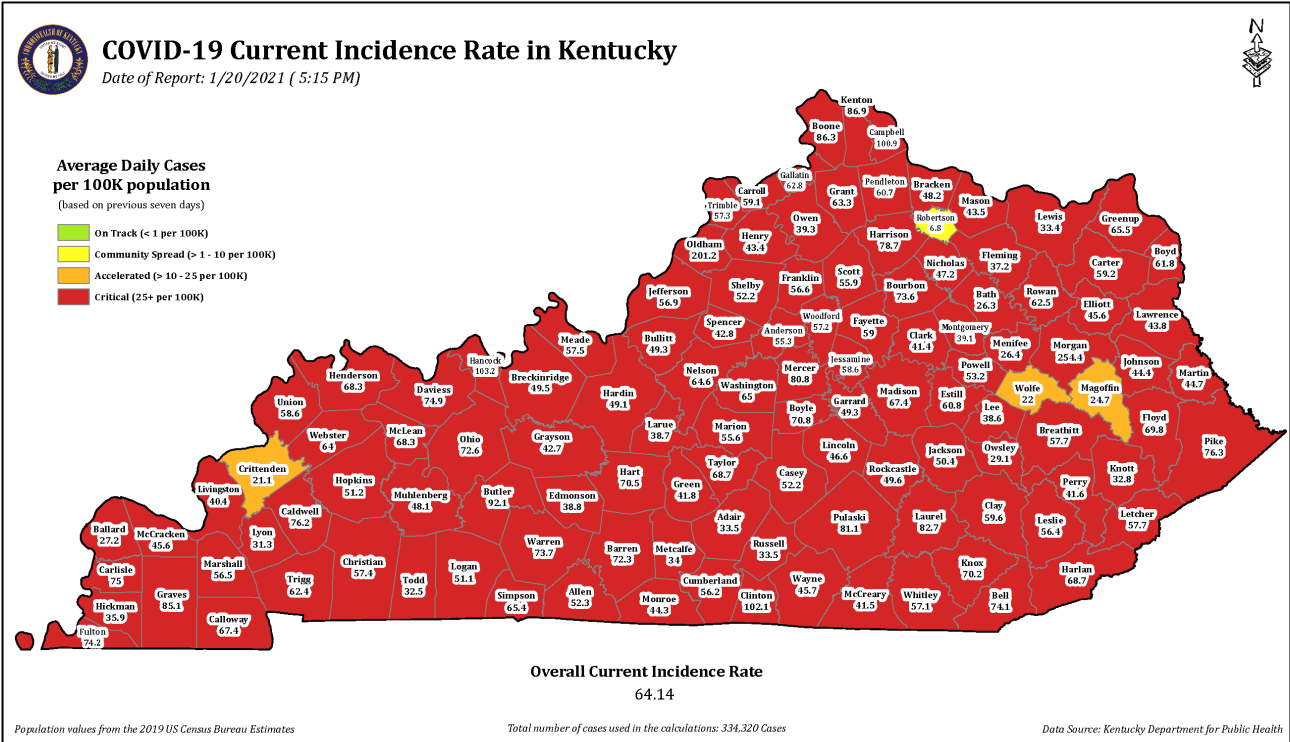 COVID-19 Current Incidence Rate in Kentucky
Date of Report: 1/20/2021 ( 5:15 PM)
N
Average Daily Cases
per 100K population
(based on previous seven days)
On Track (< 1 per 100K)
Community Spread (> 1 - 10 per 100K)
Accelerated (> 10 - 25 per 100K)
Critical (25+ per 100K)
Kenton
86.9
Boone
86.3
Campbell
100.9
Gallatin
62.8
Grant
63.3
Pendleton
60.7
Bracken
48.2
Mason
43.5
Carroll
59.1
Trimble
57.3
Owen
39.3
Robertson
6.8
Lewis
33.4
Greenup
65.5
Oldham
201.2
Henry
43.4
Harrison
78.7
Nicholas
47.2
Fleming
37.2
Carter
59.2
Boyd
61.8
Jefferson
56.9
Shelby
52.2
Franklin
56.6
Scott
55.9
Bourbon
73.6
Bath
26.3
Rowan
62.5
Elliott
45.6
Lawrence
43.8
Meade
57.5
Bullitt
49.3
Spencer
42.8
Anderson
55.3
Woodford
57.2
Fayette
59
Clark
41.4
Montgomery
39.1
Menifee
26.4
Morgan
254.4
Johnson
44.4
Martin
44.7
Hancock
103.2
Henderson
68.3
Daviess
74.9
Breckinridge
49.5
Hardin
49.1
Nelson
64.6
Washington
65
Mercer
80.8
Jessamine
58.6
Madison
67.4
Powell
53.2
Estill
60.8
Wolfe
22
Magoffin
24.7
Union
58.6
Webster
64
McLean
68.3
Ohio
72.6
Grayson
42.7
Larue
38.7
Marion
55.6
Boyle
70.8
Garrard
49.3
Lee
38.6
Breathitt
57.7
Floyd
69.8
Pike
76.3
Crittenden
21.1
Livingston
40.4
Hopkins
51.2
Muhlenberg
48.1
Butler
92.1
Edmonson
38.8
Hart
70.5
Green
41.8
Taylor
68.7
Casey
52.2
Lincoln
46.6
Rockcastle
49.6
Jackson
50.4
Owsley
29.1
Perry
41.6
Knott
32.8
Letcher
57.7
Ballard
27.2
McCracken
45.6
Lyon
31.3
Caldwell
76.2
Warren
73.7
Barren
72.3
Metcalfe
34
Adair
33.5
Russell
33.5
Pulaski
81.1
Laurel
82.7
Clay
59.6
Leslie
56.4
Carlisle
75
Marshall
56.5
Trigg
62.4
Christian
57.4
Todd
32.5
Logan
51.1
Simpson
65.4
Allen
52.3
Monroe
44.3
Cumberland
56.2
Clinton
102.1
Wayne
45.7
McCreary
41.5
Whitley
57.1
Knox
70.2
Bell
74.1
Harlan
68.7
Hickman
35.9
Graves
85.1
Calloway
67.4
Fulton
74.2
Overall Current Incidence Rate
64.14
Population values from the 2019 US Census Bureau Estimates
Total number of cases used in the calculations: 334,320 Cases
Data Source: Kentucky Department for Public Health